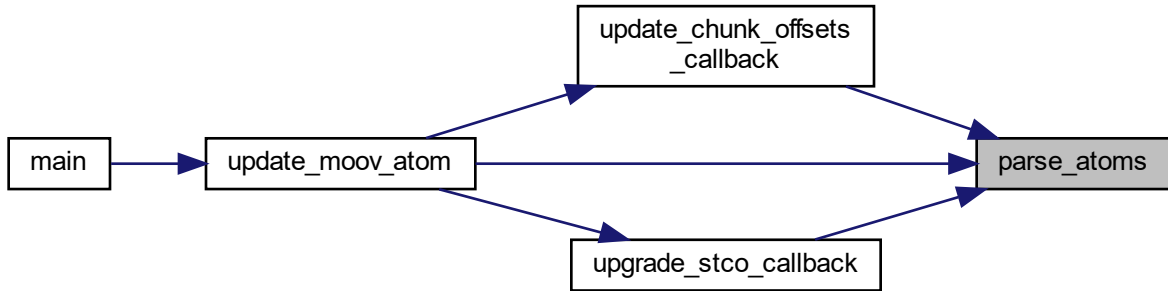 update_chunk_offsets
_callback
main
update_moov_atom
parse_atoms
upgrade_stco_callback